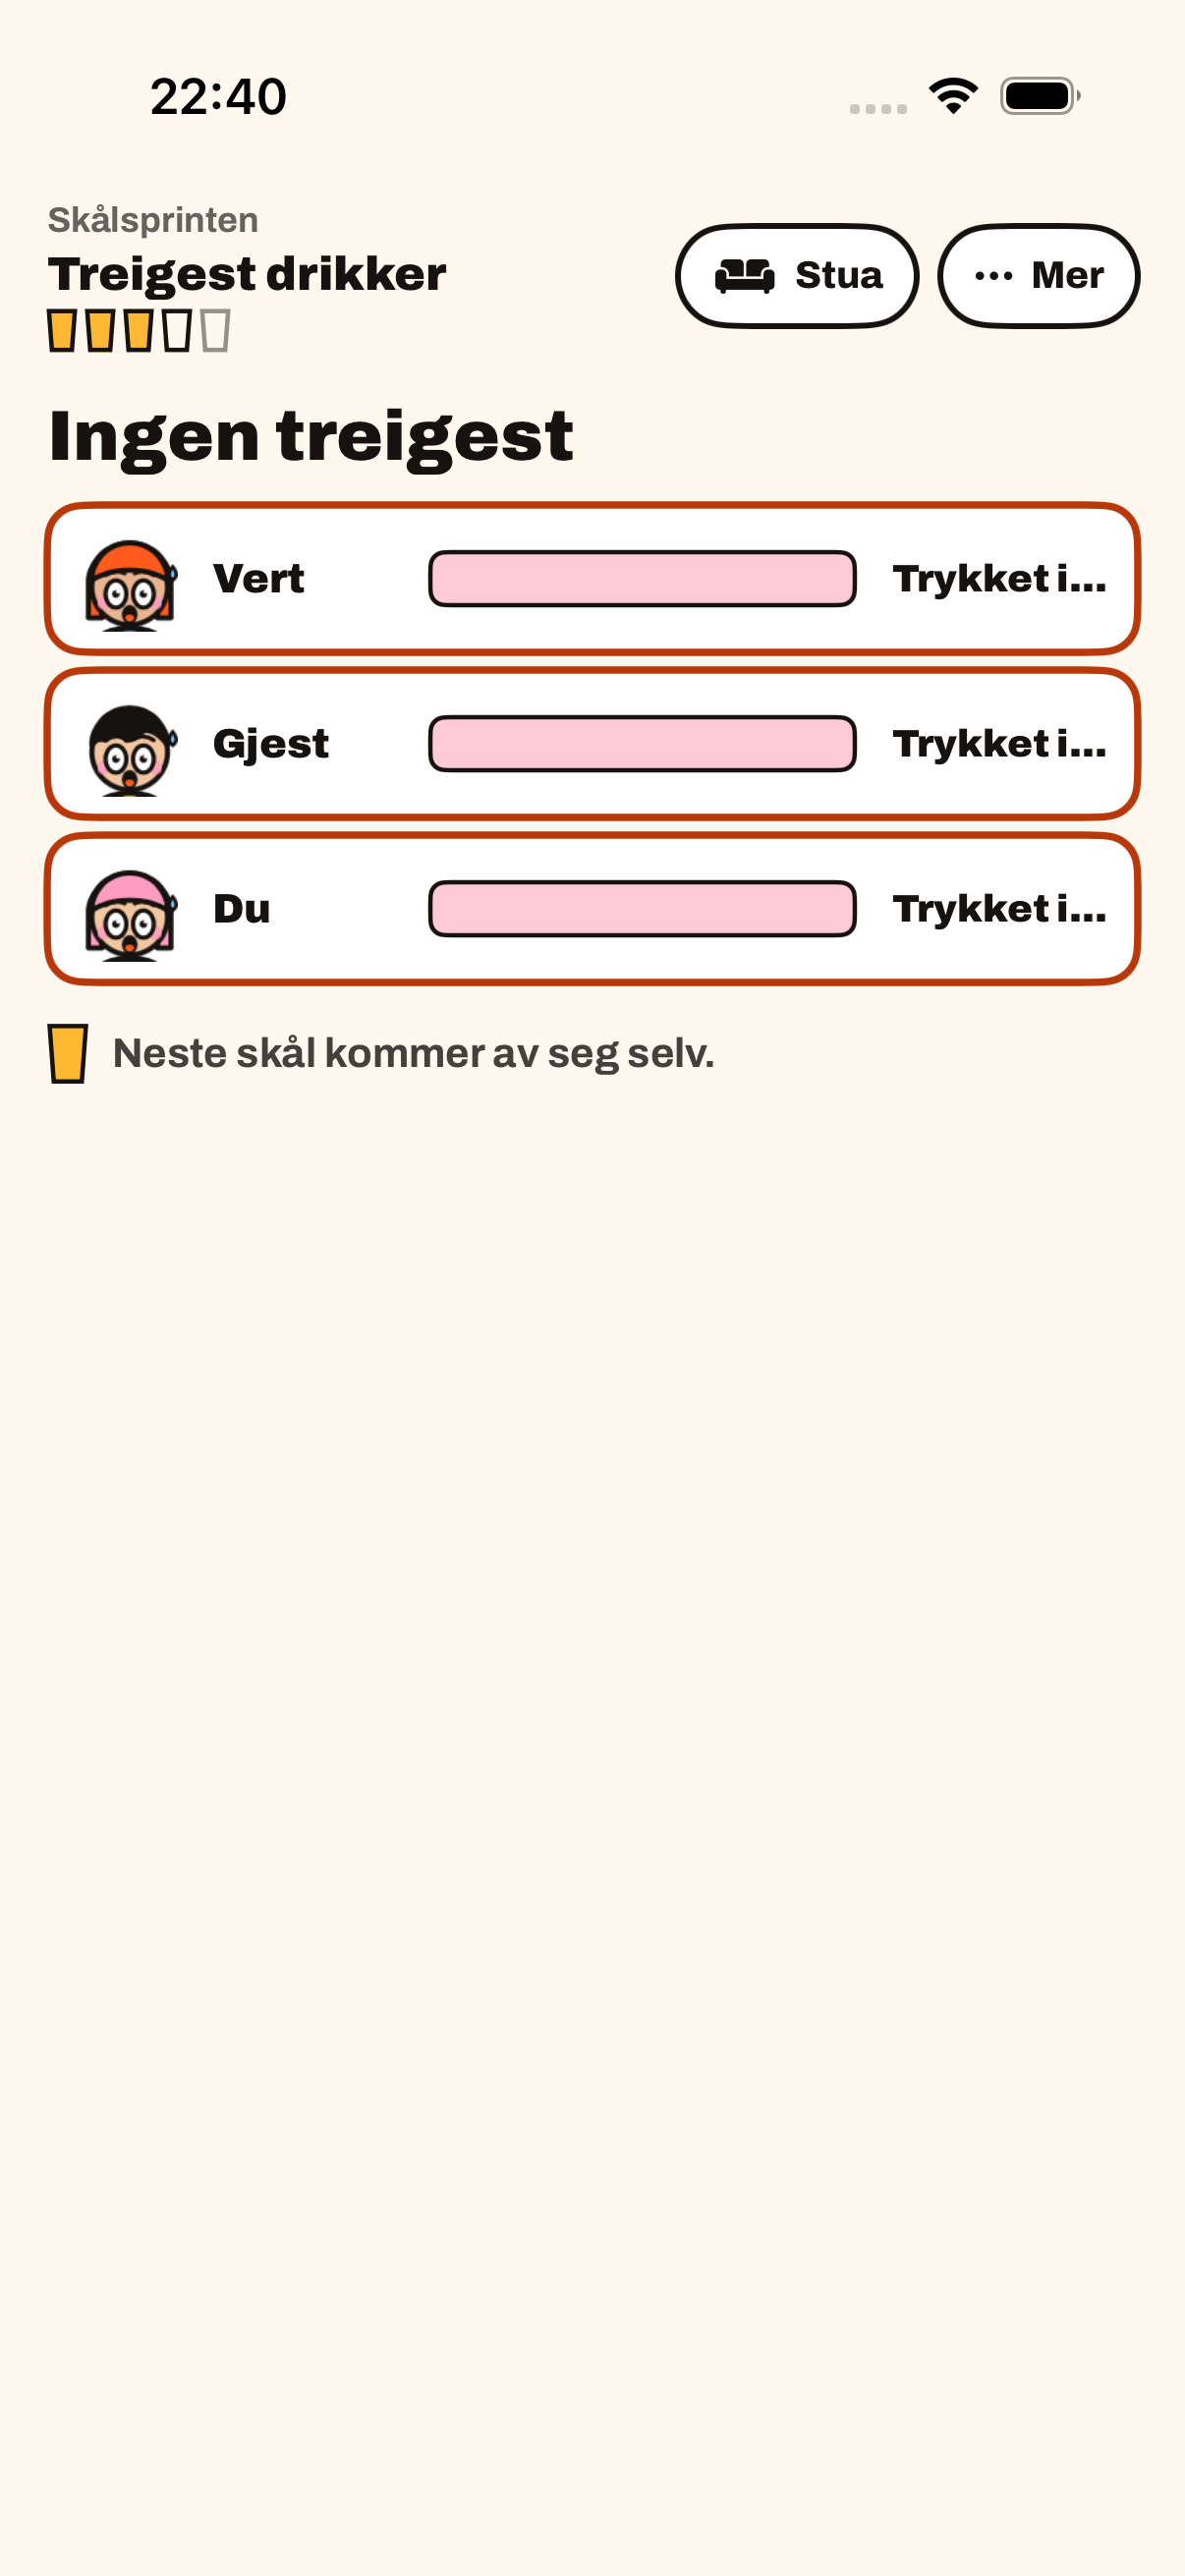 22:40
Skålsprinten
Treigest drikker
Stua
Mer
Ingen treigest
Vert
Trykket i...
Gjest
Trykket i...
Du
Trykket i...
Neste skål kommer av seg selv.